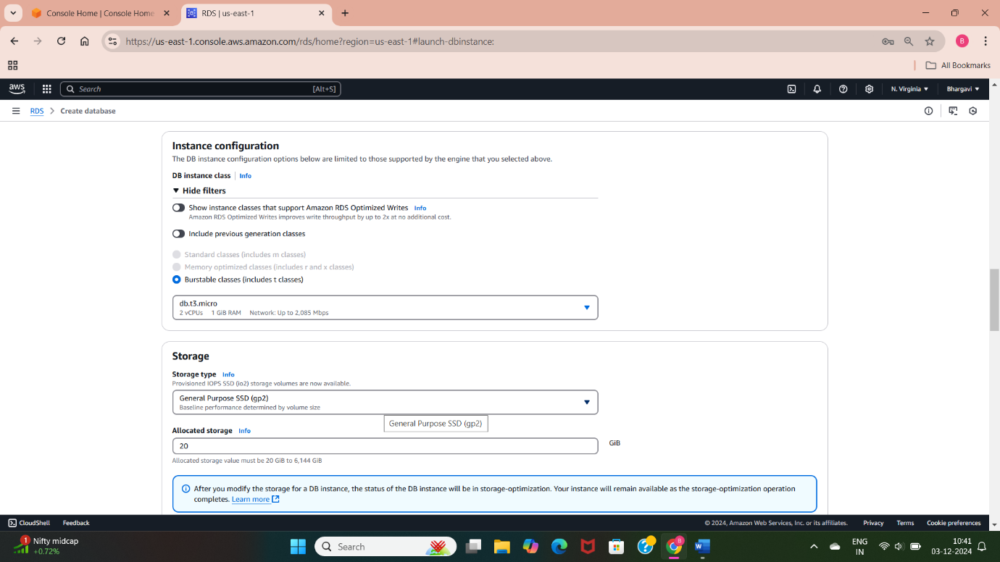 Console Home | Console Home
RDS | us-east-1
https://us-east-1.console.aws.amazon.com/rds/home?region=us-east-1#launch-dbinstance:
B
All Bookmarks
aws
Search
[Alt+S]
N. Virginia
Bhargavi
RDS
Create database
Instance configuration
The DB instance configuration options below are limited to those supported by the engine that you selected above.
DB instance class
Info
Hide filters
Show instance classes that support Amazon RDS Optimized Writes
Info
Amazon RDS Optimized Writes improves write throughput by up to 2x at no additional cost.
Include previous generation classes
Standard classes (includes m classes)
Memory optimized classes (includes r and x classes)
Burstable classes (includes t classes)
db.t3.micro
2 vCPUs 1 GiB RAM Network: Up to 2,085 Mbps
Storage
Storage type
Info
Provisioned IOPS SSD (io2) storage volumes are now available.
General Purpose SSD (gp2)
Baseline performance determined by volume size
General Purpose SSD (gp2)
Allocated storage
Info
20
GiB
Allocated storage value must be 20 GiB to 6,144 GiB
After you modify the storage for a DB instance, the status of the DB instance will be in storage-optimization. Your instance will remain available as the storage-optimization operation
completes. Learn more
CloudShell
Feedback
© 2024, Amazon Web Services, Inc. or its affiliates.
Privacy
Terms
Cookie preferences
1
Nifty midcap
+0.72%
Search
B
W
ENG
IN
10:41
03-12-2024